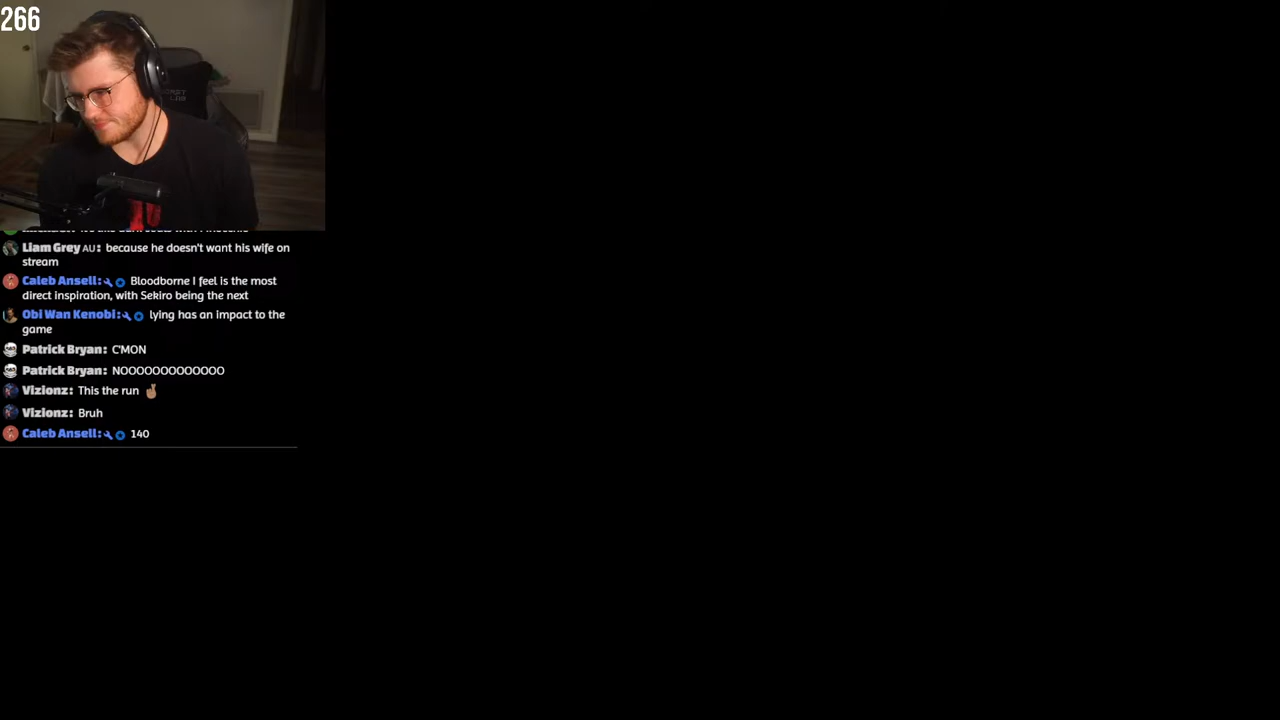 266
Liam Grey AU: because he doesn't want his wife on
stream
Caleb Ansell: Bloodborne I feel is the most
direct inspiration, with Sekiro being the next
Obi Wan Kenobi: lying has an impact to the
game
Patrick Bryan: C'MON
Patrick Bryan: NOOOOOOOOOOOOO
Vizionz: This the run 🤞🏽
Vizionz: Bruh
Caleb Ansell: 140